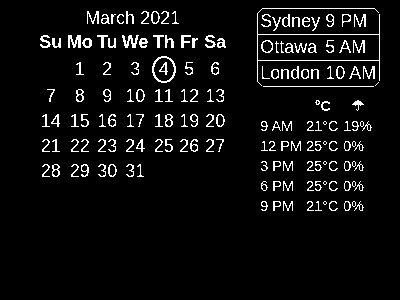 March 2021
Su Mo Tu We Th Fr Sa
1 2 3 4 5 6
7 8 9 10 11 12 13
14 15 16 17 18 19 20
21 22 23 24 25 26 27
28 29 30 31
Sydney 9 PM
Ottawa 5 AM
London 10 AM
°C ☂
9 AM 21°C 19%
12 PM 25°C 0%
3 PM 25°C 0%
6 PM 25°C 0%
9 PM 21°C 0%